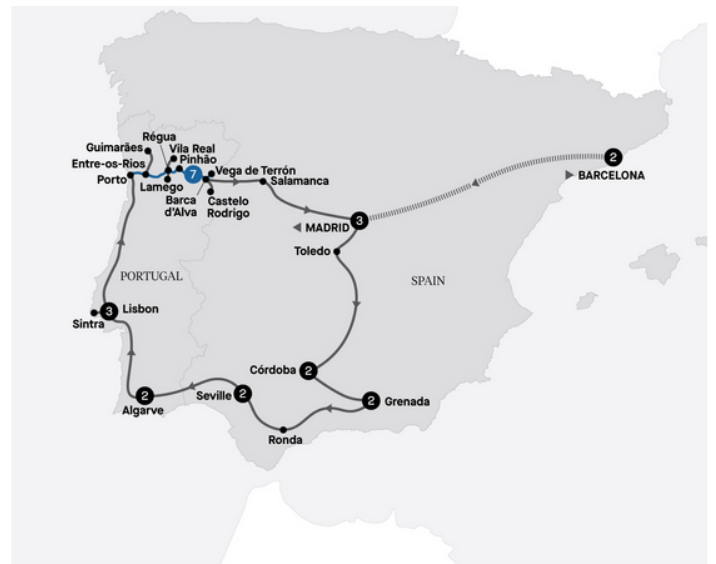 Régua
Guimarães
Vila Real
Entre-os-Rios
Pinhão
Porto
7
Vega de Terrón
Lamego
Salamanca
Barca
d'Alva
Castelo
Rodrigo
2
BARCELONA
3
MADRID
Toledo
PORTUGAL
SPAIN
3
Lisbon
Sintra
Córdoba
2
2
Algarve
Seville
2
2
Grenada
Ronda